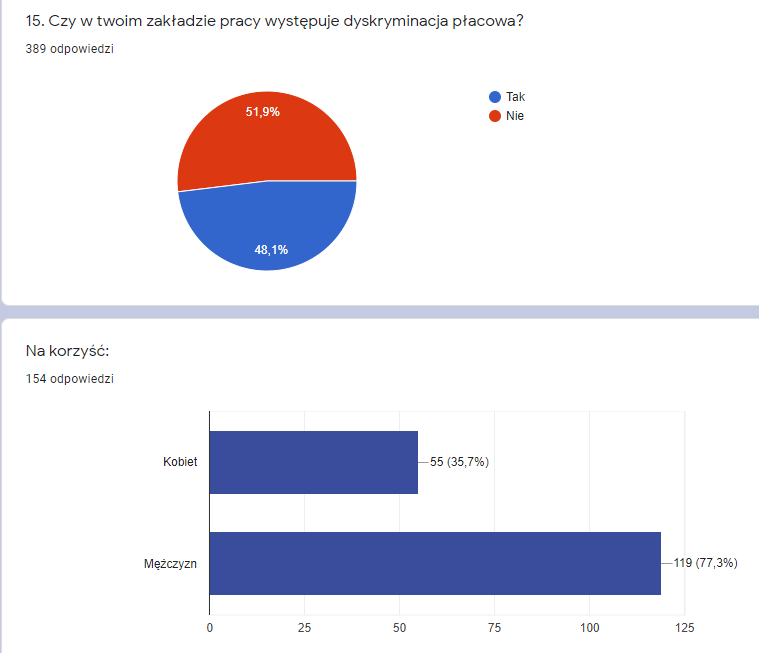 15. Czy w twoim zakładzie pracy występuje dyskryminacja płacowa?
389 odpowiedzi
51,9%
48,1%
Tak
Nie
Na korzyść:
154 odpowiedzi
Kobiet
55 (35,7%)
Mężczyzn
119 (77,3%)
0 25 50 75 100 125